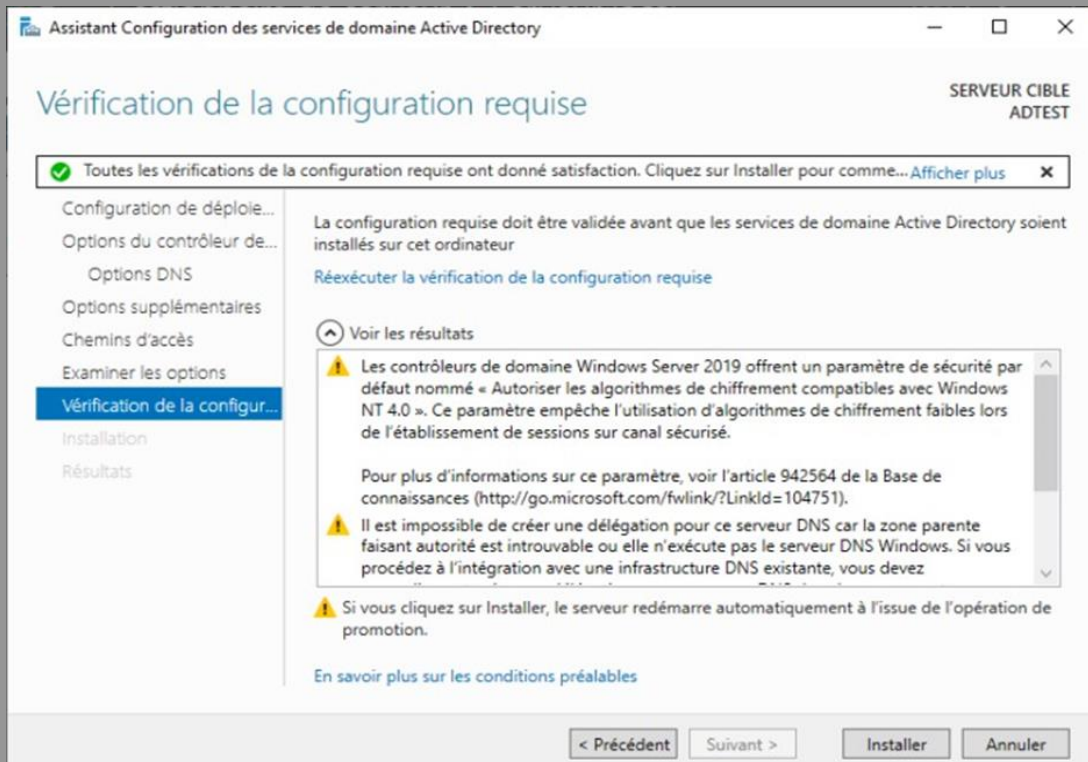 Assistant Configuration des services de domaine Active Directory
Vérification de la configuration requise
SERVEUR CIBLE
ADTEST
Toutes les vérifications de la configuration requise ont donné satisfaction. Cliquez sur Installer pour comme... Afficher plus
Configuration de déploie...
Options du contrôleur de...
Options DNS
Options supplémentaires
Chemins d'accès
Examiner les options
Vérification de la configur...
Installation
Résultats
La configuration requise doit être validée avant que les services de domaine Active Directory soient
installés sur cet ordinateur
Réexécuter la vérification de la configuration requise
Voir les résultats
Les contrôleurs de domaine Windows Server 2019 offrent un paramètre de sécurité par
défaut nommé « Autoriser les algorithmes de chiffrement compatibles avec Windows
NT 4.0 ». Ce paramètre empêche l'utilisation d'algorithmes de chiffrement faibles lors
de l'établissement de sessions sur canal sécurisé.
Pour plus d'informations sur ce paramètre, voir l'article 942564 de la Base de
connaissances (http://go.microsoft.com/fwlink/?LinkId=104751).
Il est impossible de créer une délégation pour ce serveur DNS car la zone parente
faisant autorité est introuvable ou elle n'exécute pas le serveur DNS Windows. Si vous
procédez à l'intégration avec une infrastructure DNS existante, vous devez
Si vous cliquez sur Installer, le serveur redémarre automatiquement à l'issue de l'opération de
promotion.
En savoir plus sur les conditions préalables
< Précédent
Suivant >
Installer
Annuler